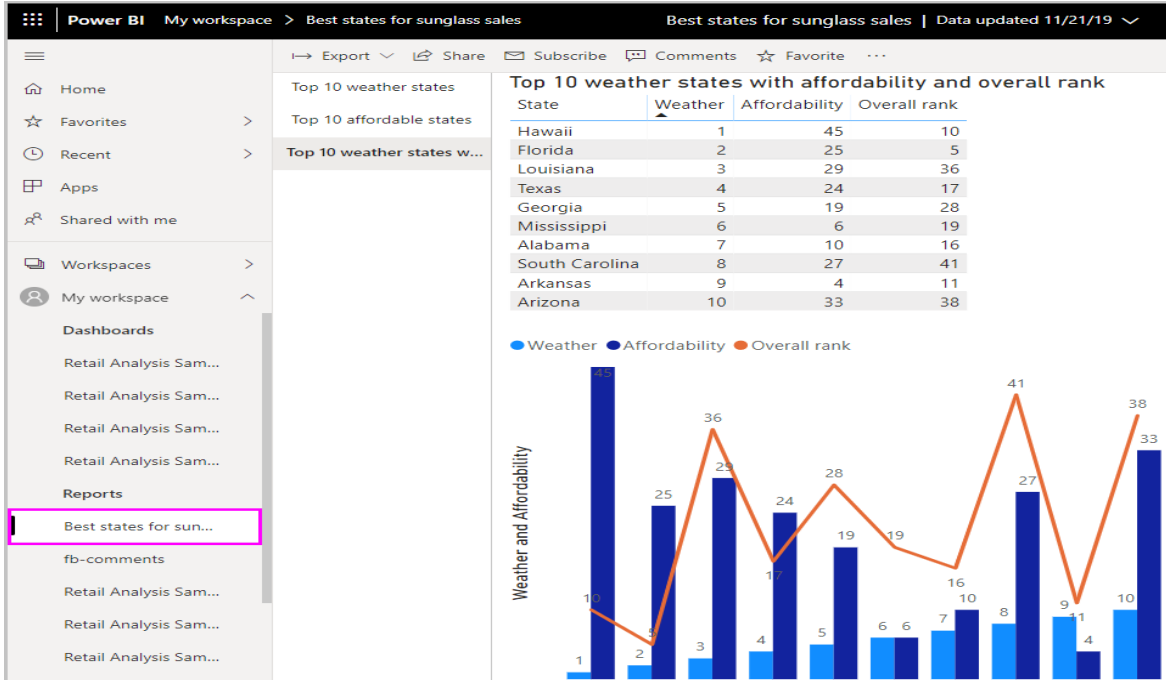 Power BI My workspace > Best states for sunglass sales
Best states for sunglass sales | Data updated 11/21/19
Export Share Subscribe Comments Favorite ...
Home
Favorites
Recent
Apps
Shared with me
Workspaces
My workspace
Dashboards
Retail Analysis Sam...
Retail Analysis Sam...
Retail Analysis Sam...
Retail Analysis Sam...
Reports
Best states for sun...
fb-comments
Retail Analysis Sam...
Retail Analysis Sam...
Retail Analysis Sam...
Top 10 weather states
Top 10 affordable states
Top 10 weather states w...
Top 10 weather states with affordability and overall rank
State Weather Affordability Overall rank
Hawaii 1 45 10
Florida 2 25 5
Louisiana 3 29 36
Texas 4 24 17
Georgia 5 19 28
Mississippi 6 6 19
Alabama 7 10 16
South Carolina 8 27 41
Arkansas 9 4 11
Arizona 10 33 38
Weather Affordability Overall rank
Weather and Affordability
45
41
38
36
33
29
28
27
25
24
19 19
17
16
10
10
10
9
11
8
7
6 6
5
5
4
4
3
2
1